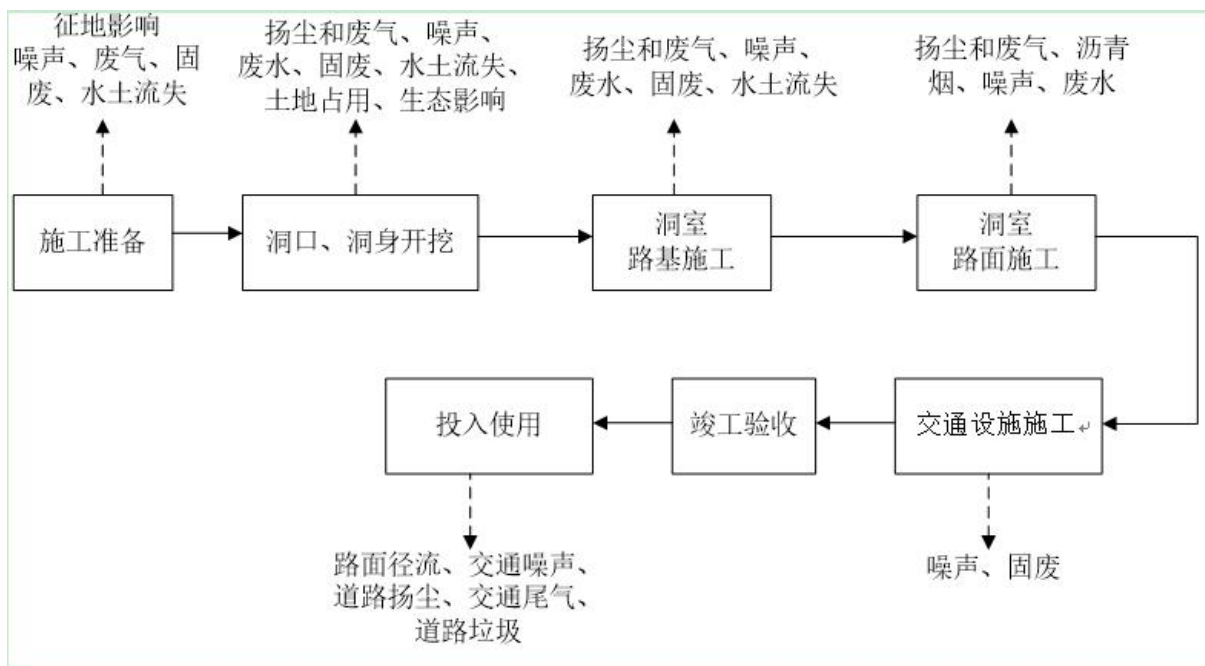 征地影响
噪声、废气、固
废、水土流失
扬尘和废气、噪声、
废水、固废、水土流失、
土地占用、生态影响
扬尘和废气、噪声、
废水、固废、水土流失
扬尘和废气、沥青
烟、噪声、废水
施工准备
洞口、洞身开挖
洞室
路基施工
洞室
路面施工
投入使用
竣工验收
交通设施施工↵
路面径流、交通噪声、
道路扬尘、交通尾气、
道路垃圾
噪声、固废